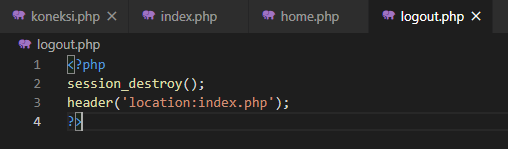 koneksi.php index.php home.php logout.php
logout.php
1 <?php
2 session_destroy();
3 header('location:index.php');
4 ?>